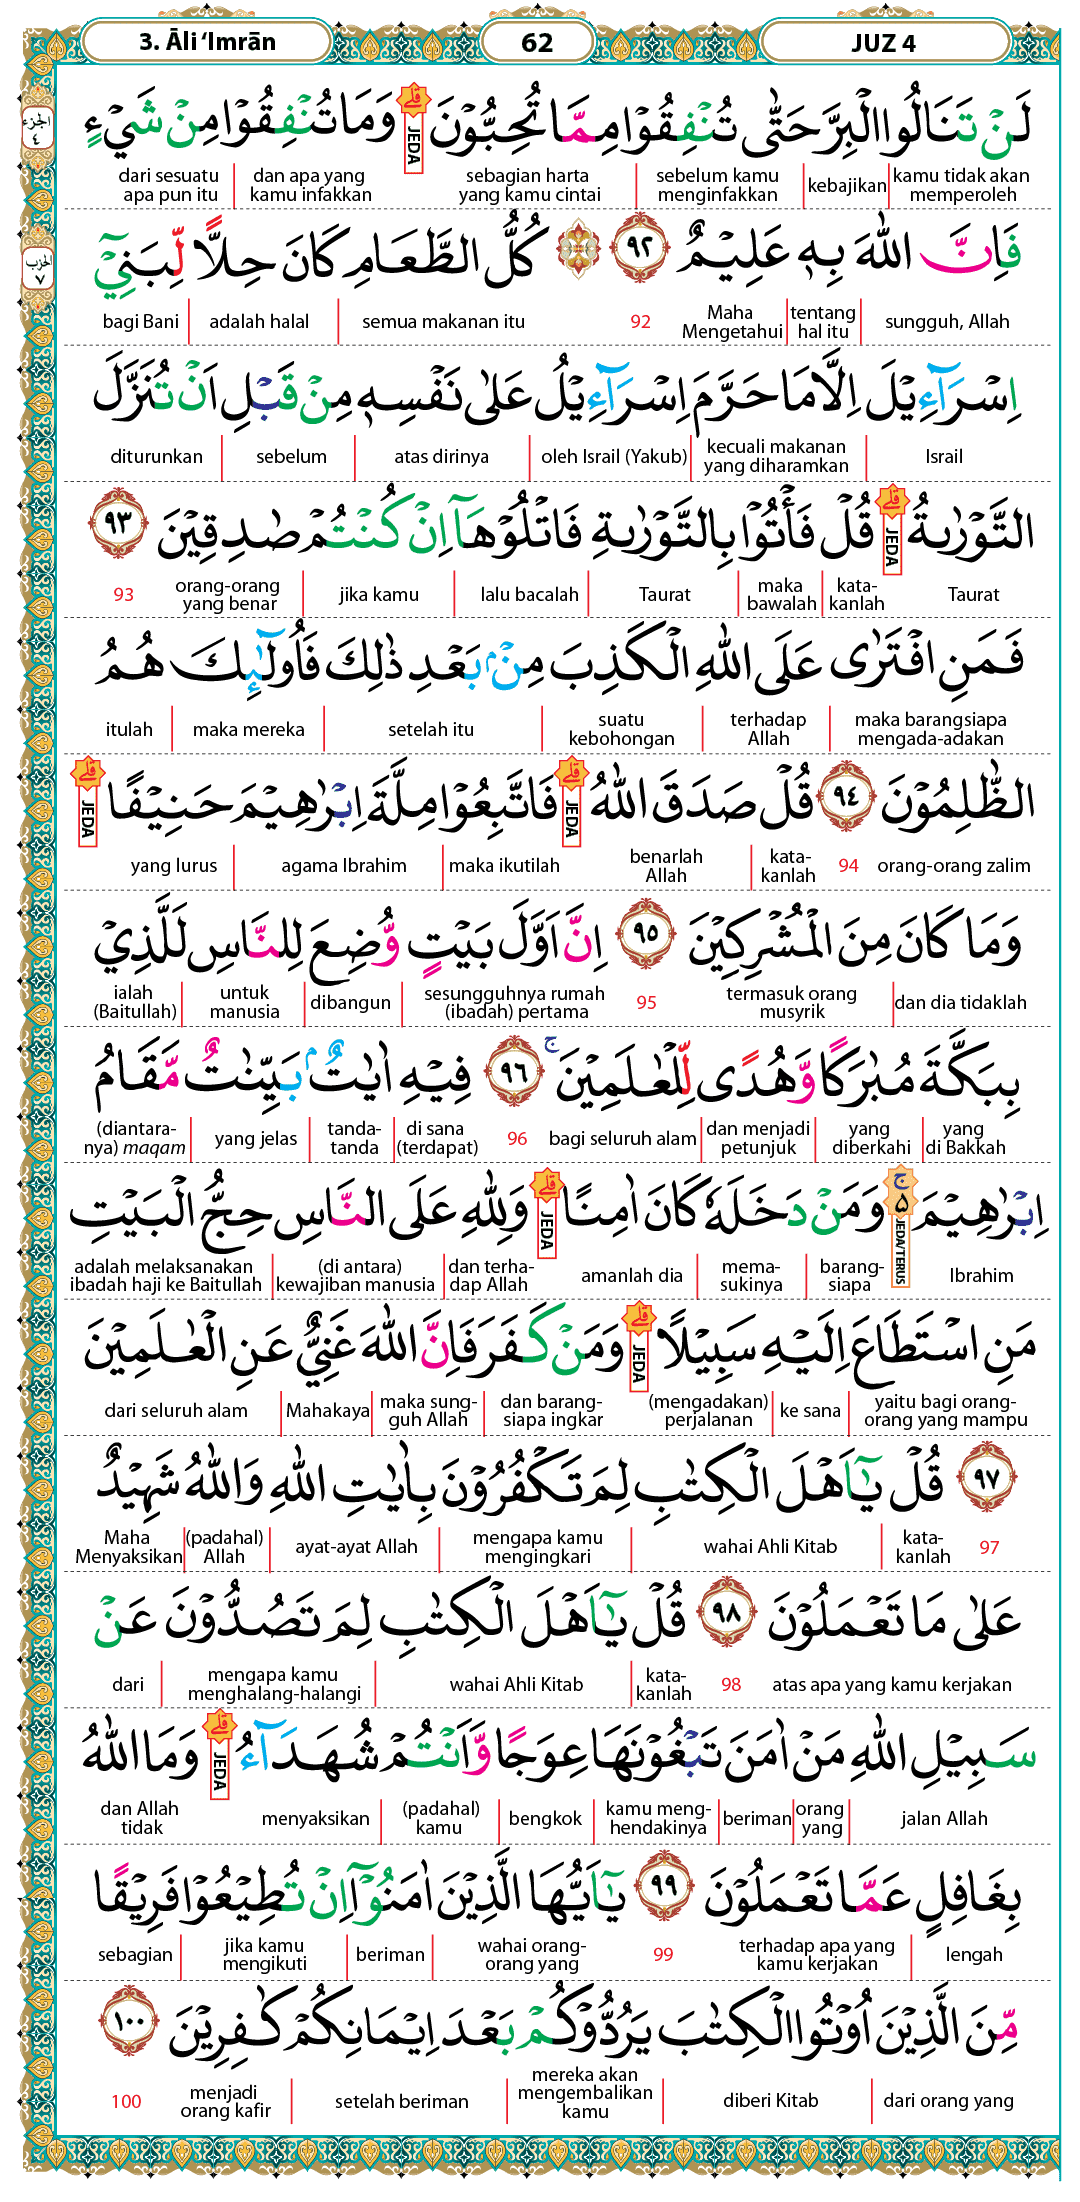 3. Āli ‘Imrān 62 JUZ 4
الجزء ٤
الحزب ٧
لَنْ تَنَالُوا الْبِرَّ حَتّٰى تُنْفِقُوْا مِمَّا تُحِبُّوْنَ ۗ JEDA وَمَا تُنْفِقُوْا مِنْ شَيْءٍ
kamu tidak akan memperoleh | kebajikan | sebelum kamu menginfakkan | sebagian harta yang kamu cintai | dan apa yang kamu infakkan | dari sesuatu apa pun itu
فَاِنَّ اللّٰهَ بِهٖ عَلِيْمٌ ٩٢ ۞ كُلُّ الطَّعَامِ كَانَ حِلًّا لِّبَنِيْٓ
sungguh, Allah | tentang hal itu | Maha Mengetahui 92 semua makanan itu | adalah halal | bagi Bani
اِسْرَاۤءِيْلَ اِلَّا مَا حَرَّمَ اِسْرَاۤءِيْلُ عَلٰى نَفْسِهٖ مِنْ قَبْلِ اَنْ تُنَزَّلَ
Israil | kecuali makanan yang diharamkan | oleh Israil (Yakub) | atas dirinya | sebelum | diturunkan
التَّوْرٰىةُ ۗ JEDA قُلْ فَأْتُوْا بِالتَّوْرٰىةِ فَاتْلُوْهَآ اِنْ كُنْتُمْ صٰدِقِيْنَ ٩٣
Taurat kata-kanlah | maka bawalah | Taurat | lalu bacalah | jika kamu | orang-orang yang benar 93
فَمَنِ افْتَرٰى عَلَى اللّٰهِ الْكَذِبَ مِنْۢ بَعْدِ ذٰلِكَ فَاُولٰۤىِٕكَ هُمُ
maka barangsiapa mengada-adakan | terhadap Allah | suatu kebohongan | setelah itu | maka mereka | itulah
الظّٰلِمُوْنَ ٩٤ قُلْ صَدَقَ اللّٰهُ ۗ JEDA فَاتَّبِعُوْا مِلَّةَ اِبْرٰهِيْمَ حَنِيْفًا ۗ JEDA
orang-orang zalim 94 kata-kanlah | benarlah Allah maka ikutilah | agama Ibrahim | yang lurus
وَمَا كَانَ مِنَ الْمُشْرِكِيْنَ ٩٥ اِنَّ اَوَّلَ بَيْتٍ وُّضِعَ لِلنَّاسِ لَلَّذِيْ
dan dia tidaklah | termasuk orang musyrik 95 sesungguhnya rumah (ibadah) pertama | dibangun | untuk manusia | ialah (Baitullah)
بِبَكَّةَ مُبٰرَكًا وَّهُدًى لِّلْعٰلَمِيْنَ ۚ ٩٦ فِيْهِ اٰيٰتٌۢ بَيِّنٰتٌ مَّقَامُ
yang di Bakkah | yang diberkahi | dan menjadi petunjuk | bagi seluruh alam 96 di sana (terdapat) | tanda-tanda | yang jelas | (diantara-nya) maqam
اِبْرٰهِيْمَ ۚ ۵ JEDA/TERUS وَمَنْ دَخَلَهٗ كَانَ اٰمِنًا ۗ JEDA وَلِلّٰهِ عَلَى النَّاسِ حِجُّ الْبَيْتِ
Ibrahim barang-siapa | mema-sukinya | amanlah dia dan terha-dap Allah | (di antara) kewajiban manusia | adalah melaksanakan ibadah haji ke Baitullah
مَنِ اسْتَطَاعَ اِلَيْهِ سَبِيْلًا ۗ JEDA وَمَنْ كَفَرَ فَاِنَّ اللّٰهَ غَنِيٌّ عَنِ الْعٰلَمِيْنَ
yaitu bagi orang-orang yang mampu | ke sana | (mengadakan) perjalanan dan barang-siapa ingkar | maka sung-guh Allah | Mahakaya | dari seluruh alam
٩٧ قُلْ يٰٓاَهْلَ الْكِتٰبِ لِمَ تَكْفُرُوْنَ بِاٰيٰتِ اللّٰهِ وَاللّٰهُ شَهِيْدٌ
97 kata-kanlah | wahai Ahli Kitab | mengapa kamu mengingkari | ayat-ayat Allah | (padahal) Allah | Maha Menyaksikan
عَلٰى مَا تَعْمَلُوْنَ ٩٨ قُلْ يٰٓاَهْلَ الْكِتٰبِ لِمَ تَصُدُّوْنَ عَنْ
atas apa yang kamu kerjakan 98 kata-kanlah | wahai Ahli Kitab | mengapa kamu menghalang-halangi | dari
سَبِيْلِ اللّٰهِ مَنْ اٰمَنَ تَبْغُوْنَهَا عِوَجًا وَّاَنْتُمْ شُهَدَاۤءُ ۗ JEDA وَمَا اللّٰهُ
jalan Allah | orang yang | beriman | kamu meng-hendakinya | bengkok | (padahal) kamu | menyaksikan dan Allah tidak
بِغَافِلٍ عَمَّا تَعْمَلُوْنَ ٩٩ يٰٓاَيُّهَا الَّذِيْنَ اٰمَنُوْٓا اِنْ تُطِيْعُوْا فَرِيْقًا
lengah | terhadap apa yang kamu kerjakan 99 wahai orang-orang yang | beriman | jika kamu mengikuti | sebagian
مِّنَ الَّذِيْنَ اُوْتُوا الْكِتٰبَ يَرُدُّوْكُمْ بَعْدَ اِيْمَانِكُمْ كٰفِرِيْنَ ١٠٠
dari orang yang | diberi Kitab | mereka akan mengembalikan kamu | setelah beriman | menjadi orang kafir 100